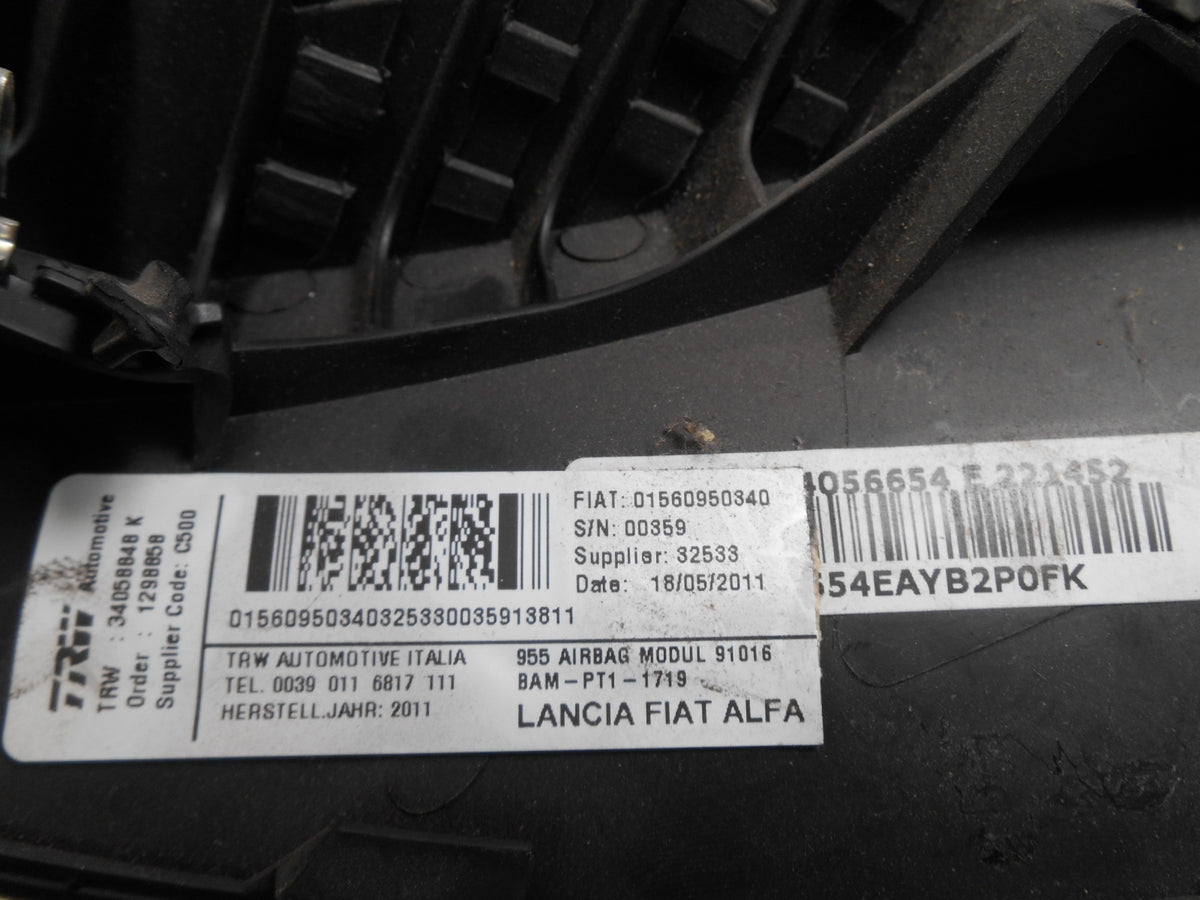 TRW Automotive
TRW : 34058848 K
Order : 1298858
Supplier Code: C500
FIAT: 01560950340
S/N: 00359
Supplier: 32533
Date: 18/05/2011
01560950340325330035913811
TRW AUTOMOTIVE ITALIA
TEL. 0039 011 6817 111
HERSTELL.JAHR: 2011
955 AIRBAG MODUL 91016
BAM-PT1-1719
LANCIA FIAT ALFA
4056654 E 221452
654EAYB2P0FK